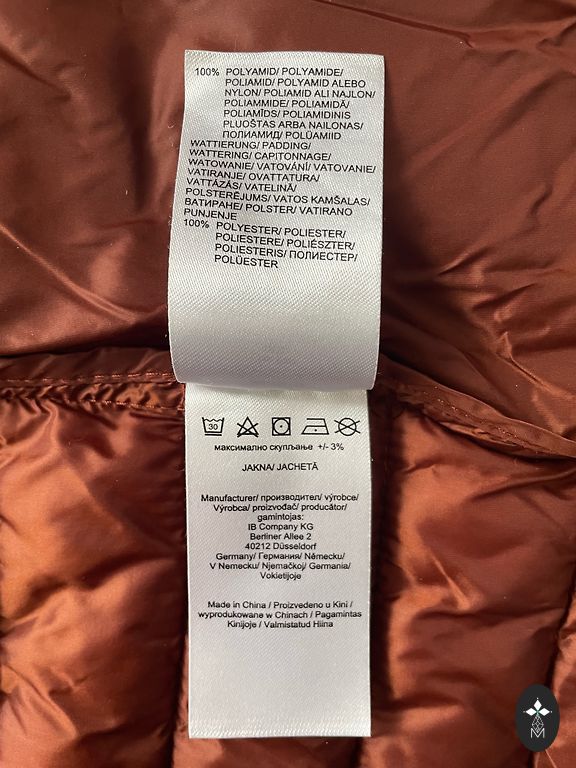 100% POLYAMID/ POLYAMIDE/
POLIAMID/ POLYAMID ALEBO
NYLON/ POLIAMID ALI NAJLON/
POLIAMMIDE/ POLIAMIDĂ/
POLIAMĪDS/ POLIAMIDINIS
PLUOŠTAS ARBA NAILONAS/
ПОЛИАМИД/ POLÜAMIID
WATTIERUNG/ PADDING/
WATTERING/ CAPITONNAGE/
WATOWANIE/ VATOVÁNÍ/ VATOVANIE/
VATIRANJE/ OVATTATURA/
VATTÁZÁS/ VATELINĂ/
POLSTERĒJUMS/ VATOS KAMŠALAS/
ВАТИРАНЕ/ POLSTER/ VATIRANO
PUNJENJE
100% POLYESTER/ POLIESTER/
POLIESTERE/ POLIÉSZTER/
POLIESTERIS/ ПОЛИЕСТЕР/
POLÜESTER
30
максимално скупљање +/- 3%
JAKNA/ JACHETĂ
Manufacturer/ производител/ výrobce/
Výrobca/ proizvođač/ producător/
gamintojas:
IB Company KG
Berliner Allee 2
40212 Düsseldorf
Germany/ Германия/ Německu/
V Nemecku/ Njemačkoj/ Germania/
Vokietijoje
Made in China / Proizvedeno u Kini /
wyprodukowane w Chinach / Pagamintas
Kinijoje / Valmistatud Hiina
M